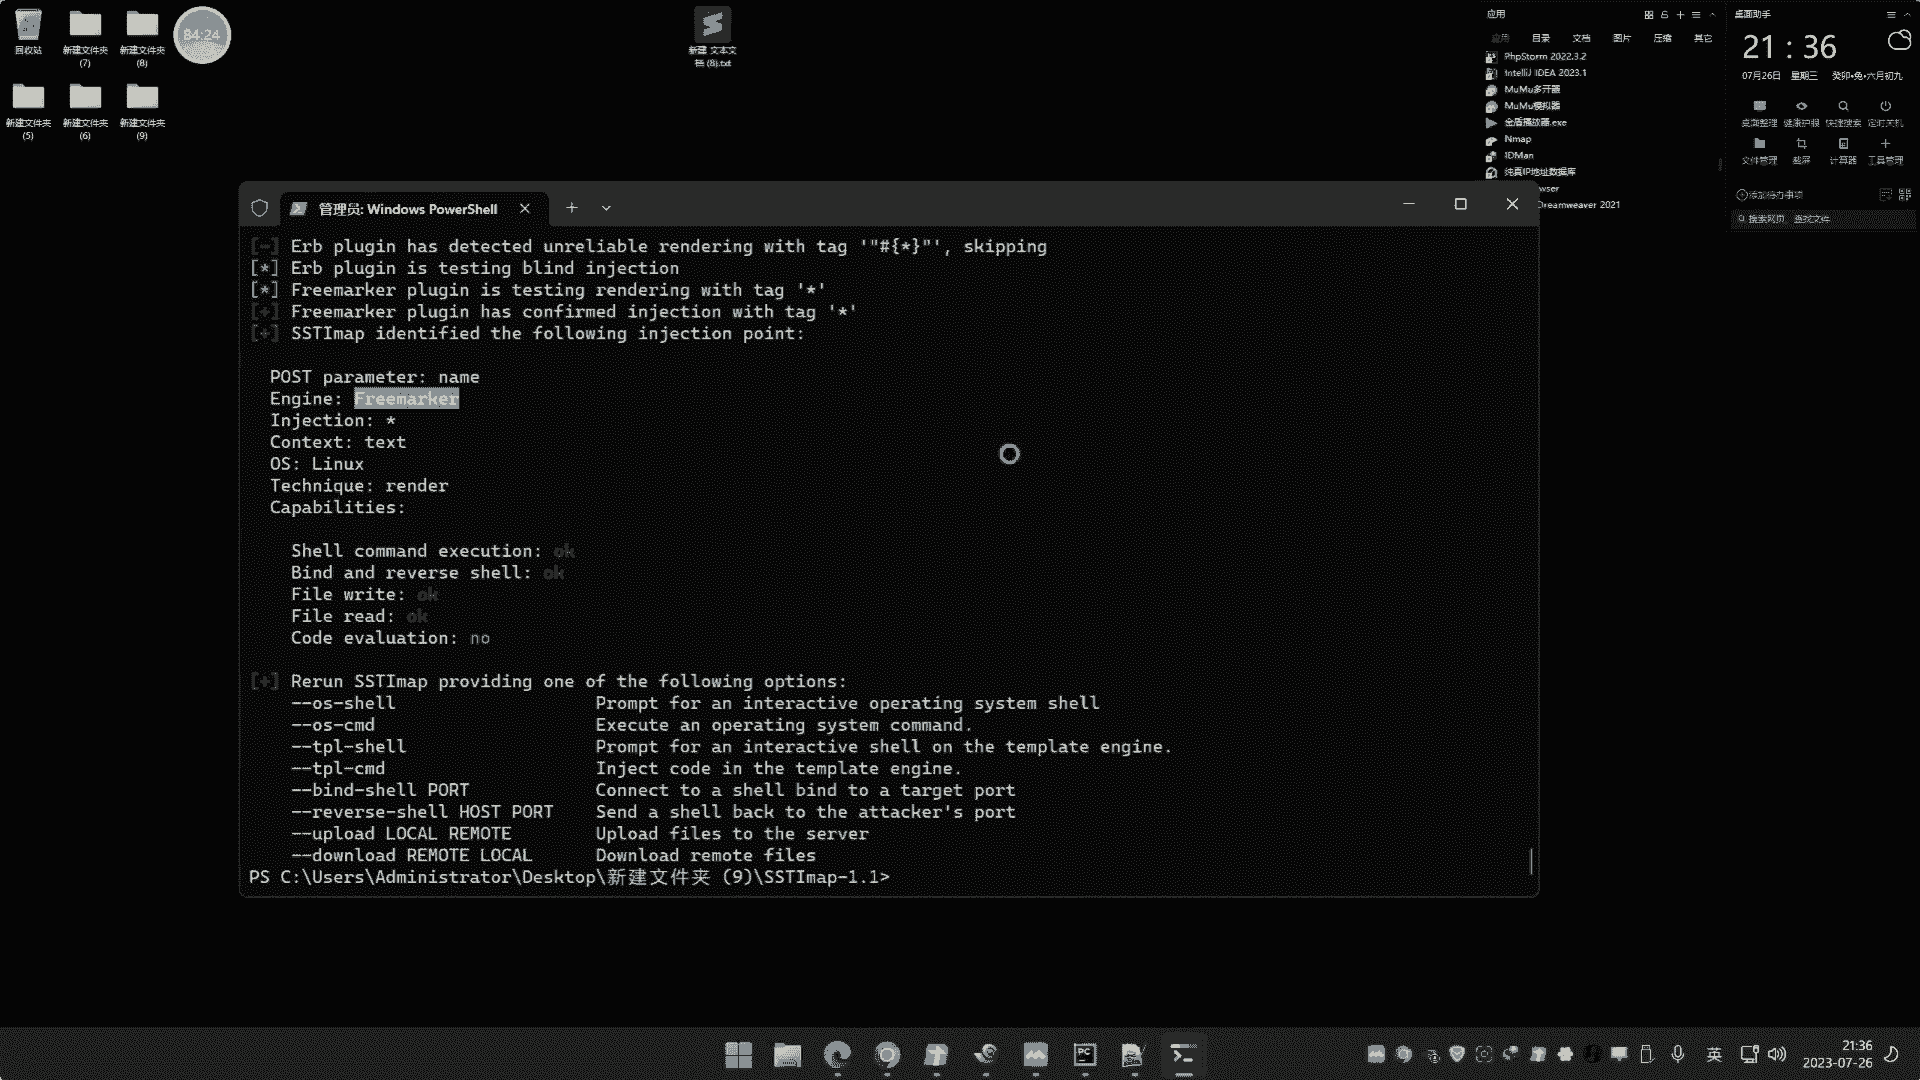 回收站
新建文件夹
(7)
新建文件夹
(8)
84:24
新建文件夹
(5)
新建文件夹
(6)
新建文件夹
(9)
新建 文本文
档 (8).txt
应用
应用 目录 文档 图片 压缩 其它
PhpStorm 2022.3.2
IntelliJ IDEA 2023.1
MuMu多开器
MuMu模拟器
金盾播放器.exe
Nmap
IDMan
纯真IP地址数据库
wser
Dreamweaver 2021
桌面助手
21 : 36
07月26日 星期三 癸卯•兔•六月初九
桌面整理 健康护眼 快速搜索 定时关机
文件管理 截屏 计算器 工具管理
添加待办事项
搜索网页、查找文件
管理员: Windows PowerShell
[-] Erb plugin has detected unreliable rendering with tag '"#{*}"', skipping
[*] Erb plugin is testing blind injection
[*] Freemarker plugin is testing rendering with tag '*'
[+] Freemarker plugin has confirmed injection with tag '*'
[+] SSTImap identified the following injection point:
POST parameter: name
Engine: Freemarker
Injection: *
Context: text
OS: Linux
Technique: render
Capabilities:
Shell command execution: ok
Bind and reverse shell: ok
File write: ok
File read: ok
Code evaluation: no
[+] Rerun SSTImap providing one of the following options:
--os-shell Prompt for an interactive operating system shell
--os-cmd Execute an operating system command.
--tpl-shell Prompt for an interactive shell on the template engine.
--tpl-cmd Inject code in the template engine.
--bind-shell PORT Connect to a shell bind to a target port
--reverse-shell HOST PORT Send a shell back to the attacker's port
--upload LOCAL REMOTE Upload files to the server
--download REMOTE LOCAL Download remote files
PS C:\Users\Administrator\Desktop\新建文件夹 (9)\SSTImap-1.1>
英
21:36
2023-07-26